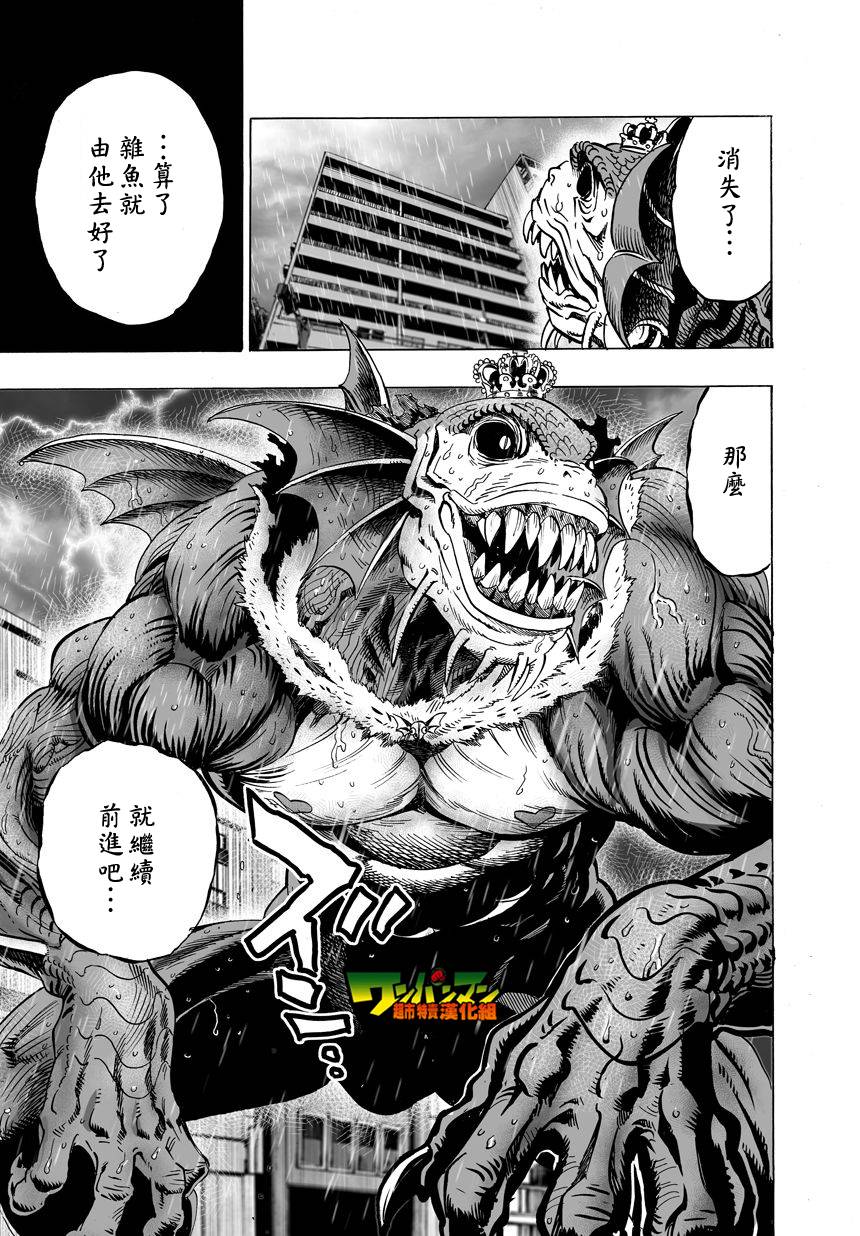 消失了…
…算了
雜魚就
由他去好了
那麼
就繼續
前進吧…
ズイン…
ワンパンマン
超市特賣漢化組